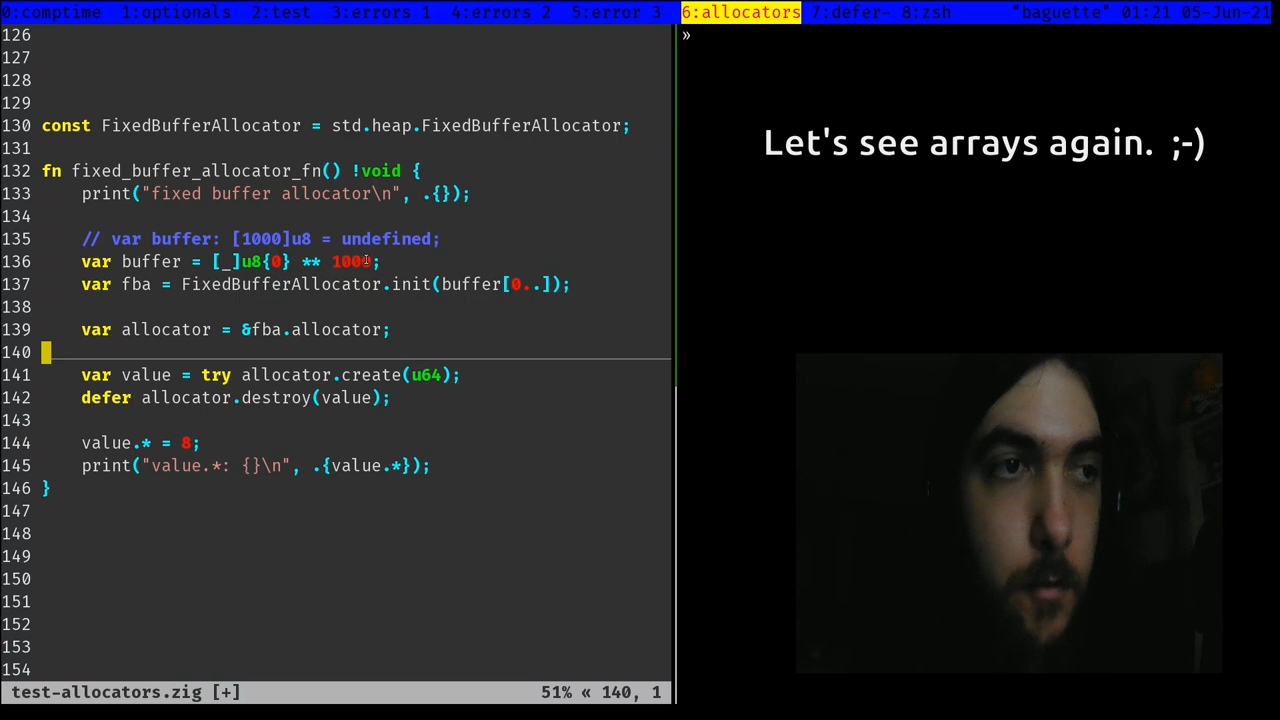 0:comptime 1:optionals 2:test 3:errors 1 4:errors 2 5:error 3 6:allocators 7:defer- 8:zsh "baguette" 01:21 05-Jun-21
126
127
128
129
130 const FixedBufferAllocator = std.heap.FixedBufferAllocator;
131
132 fn fixed_buffer_allocator_fn() !void {
133 print("fixed buffer allocator\n", .{});
134
135 // var buffer: [1000]u8 = undefined;
136 var buffer = [_]u8{0} ** 1000;
137 var fba = FixedBufferAllocator.init(buffer[0..]);
138
139 var allocator = &fba.allocator;
140
141 var value = try allocator.create(u64);
142 defer allocator.destroy(value);
143
144 value.* = 8;
145 print("value.*: {}\n", .{value.*});
146 }
147
148
149
150
151
152
153
154
test-allocators.zig [+] 51% « 140, 1
»
Let's see arrays again. ;-)